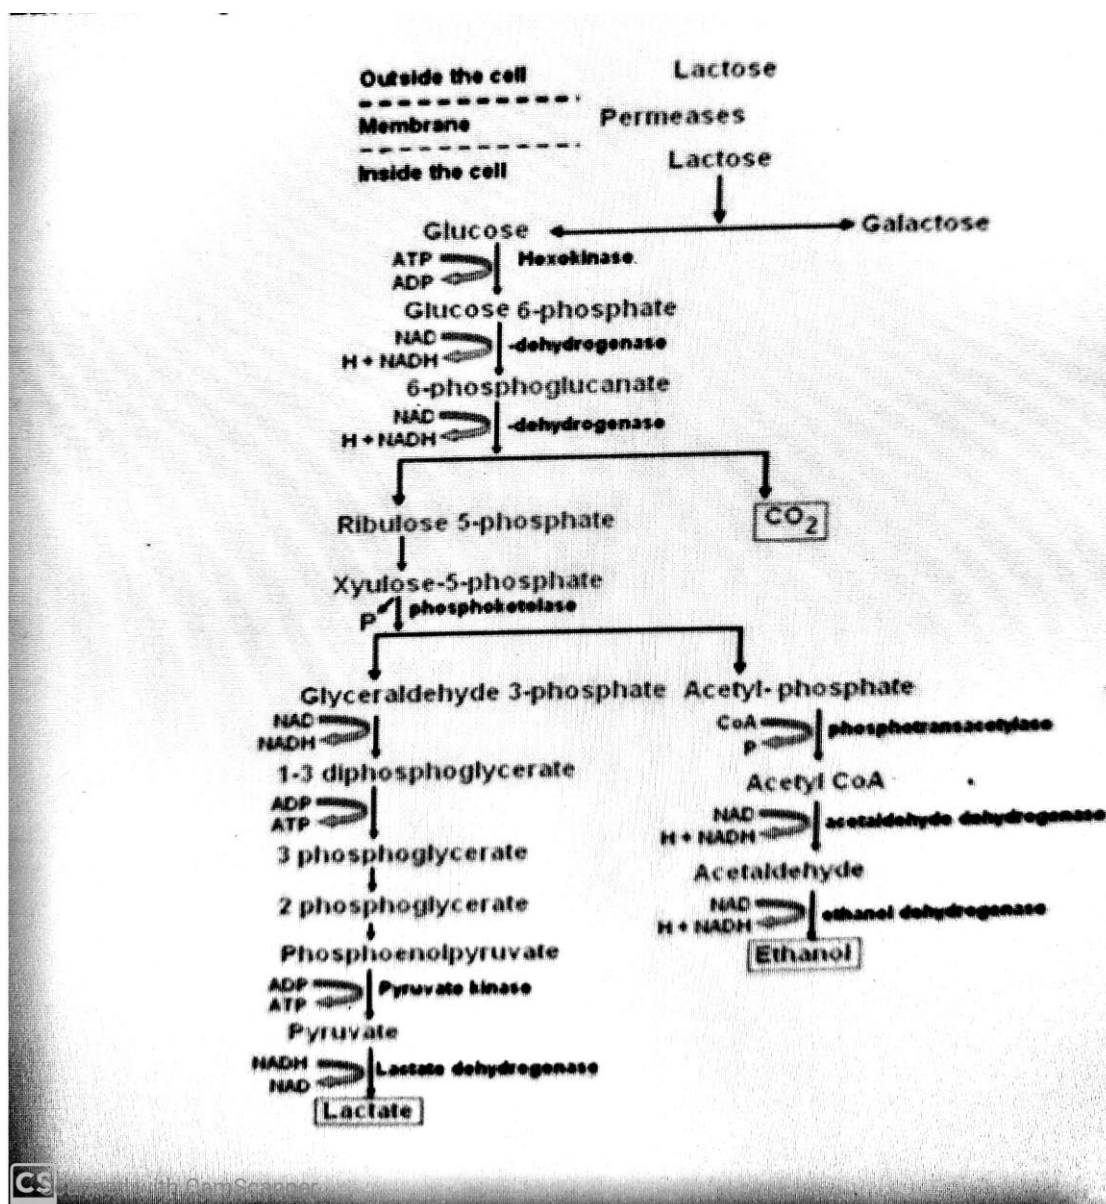 Outside the cell
Lactose
Membrane
Permeases
Inside the cell
Lactose
Glucose
Galactose
ATP
ADP
Hexokinase
Glucose 6-phosphate
NAD
H + NADH
-dehydrogenase
6-phosphoglucanate
NAD
H + NADH
-dehydrogenase
Ribulose 5-phosphate
CO2
Xyulose-5-phosphate
P
phosphoketolase
Glyceraldehyde 3-phosphate
Acetyl-phosphate
NAD
NADH
CoA
P
phosphotransacetylase
1-3 diphosphoglycerate
Acetyl CoA
ADP
ATP
NAD
H + NADH
acetaldehyde dehydrogenase
3 phosphoglycerate
Acetaldehyde
2 phosphoglycerate
NAD
H + NADH
ethanol dehydrogenase
Phosphoenolpyruvate
Ethanol
ADP
ATP
Pyruvate kinase
Pyruvate
NADH
NAD
Lactate dehydrogenase
Lactate
CS
with CamScanner